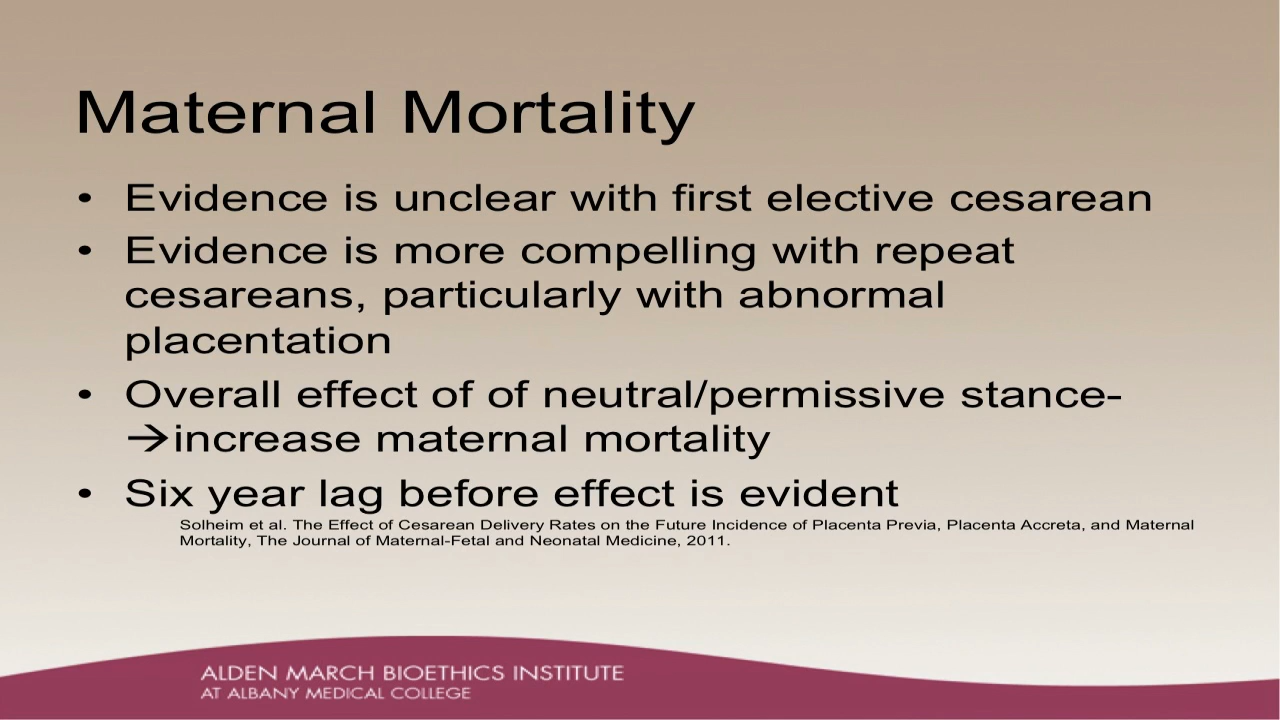 Maternal Mortality
• Evidence is unclear with first elective cesarean
• Evidence is more compelling with repeat
cesareans, particularly with abnormal
placentation
• Overall effect of of neutral/permissive stance-
→increase maternal mortality
• Six year lag before effect is evident
Solheim et al. The Effect of Cesarean Delivery Rates on the Future Incidence of Placenta Previa, Placenta Accreta, and Maternal
Mortality, The Journal of Maternal-Fetal and Neonatal Medicine, 2011.
ALDEN MARCH BIOETHICS INSTITUTE
AT ALBANY MEDICAL COLLEGE